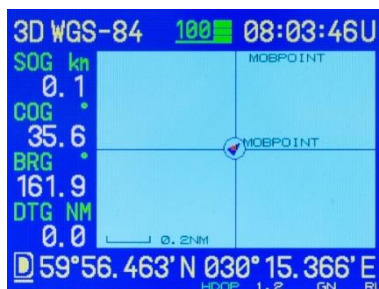 3D WGS-84 100 08:03:46U
SOG kn
0.1
COG °
35.6
BRG °
161.9
DTG NM
0.0
MOBPOINT
MOBPOINT
0.2NM
D 59°56.463'N 030°15.366'E
HDOP 1.2 GN